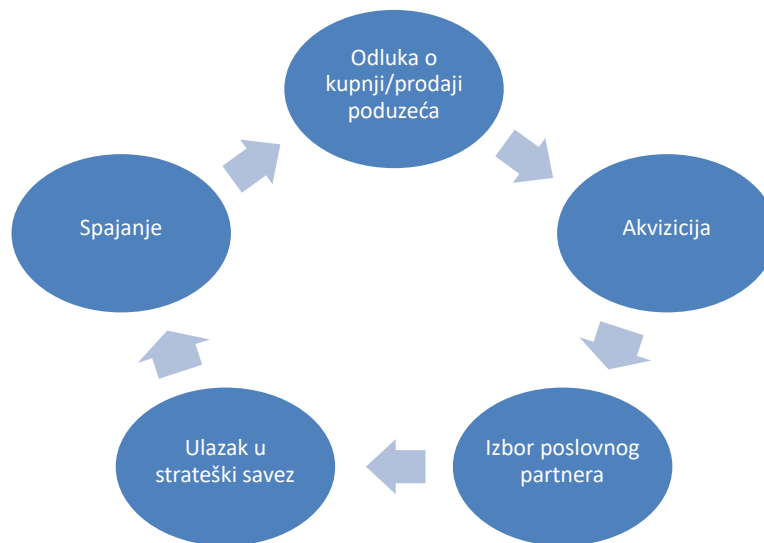 Odluka o
kupnji/prodaji
poduzeća
Akvizicija
Izbor poslovnog
partnera
Ulazak u
strateški savez
Spajanje